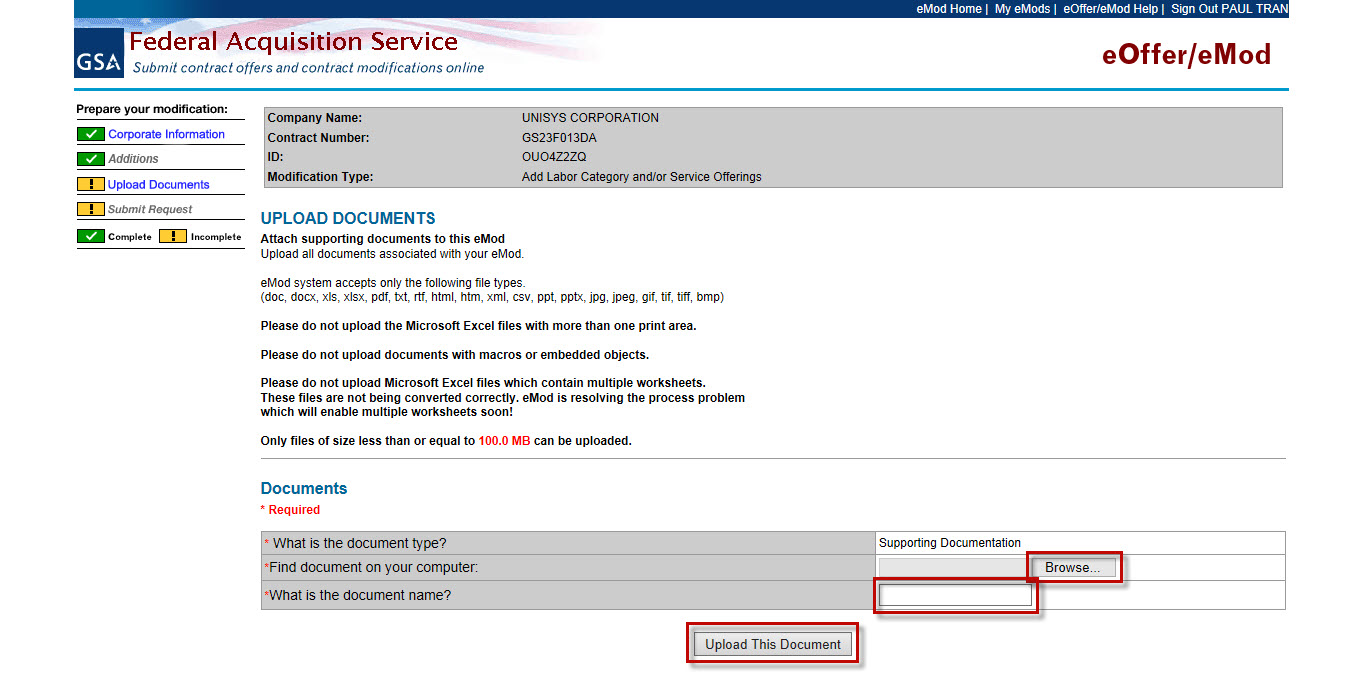 eMod Home | My eMods | eOffer/eMod Help | Sign Out PAUL TRAN
GSA
Federal Acquisition Service
Submit contract offers and contract modifications online
eOffer/eMod
Prepare your modification:
Corporate Information
Additions
! Upload Documents
! Submit Request
Complete ! Incomplete
Company Name: UNISYS CORPORATION
Contract Number: GS23F013DA
ID: OUO4Z2ZQ
Modification Type: Add Labor Category and/or Service Offerings
UPLOAD DOCUMENTS
Attach supporting documents to this eMod
Upload all documents associated with your eMod.
eMod system accepts only the following file types.
(doc, docx, xls, xlsx, pdf, txt, rtf, html, htm, xml, csv, ppt, pptx, jpg, jpeg, gif, tif, tiff, bmp)
Please do not upload the Microsoft Excel files with more than one print area.
Please do not upload documents with macros or embedded objects.
Please do not upload Microsoft Excel files which contain multiple worksheets.
These files are not being converted correctly. eMod is resolving the process problem
which will enable multiple worksheets soon!
Only files of size less than or equal to 100.0 MB can be uploaded.
Documents
* Required
* What is the document type? Supporting Documentation
*Find document on your computer: Browse...
*What is the document name?
Upload This Document